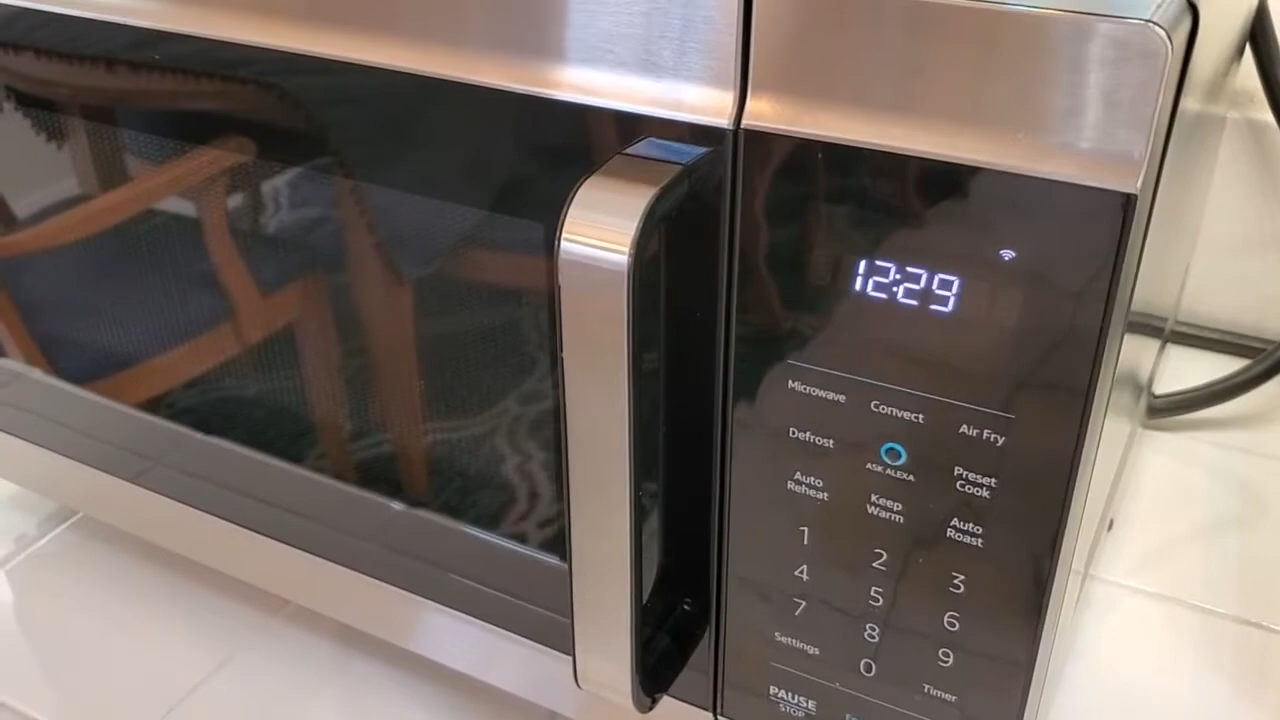 12:29
Microwave Convect Air Fry
Defrost ASK ALEXA Preset
Cook
Auto
Reheat
Keep
Warm
Auto
Roast
1 2 3
4 5 6
7 8 9
Settings 0 Timer
PAUSE
STOP